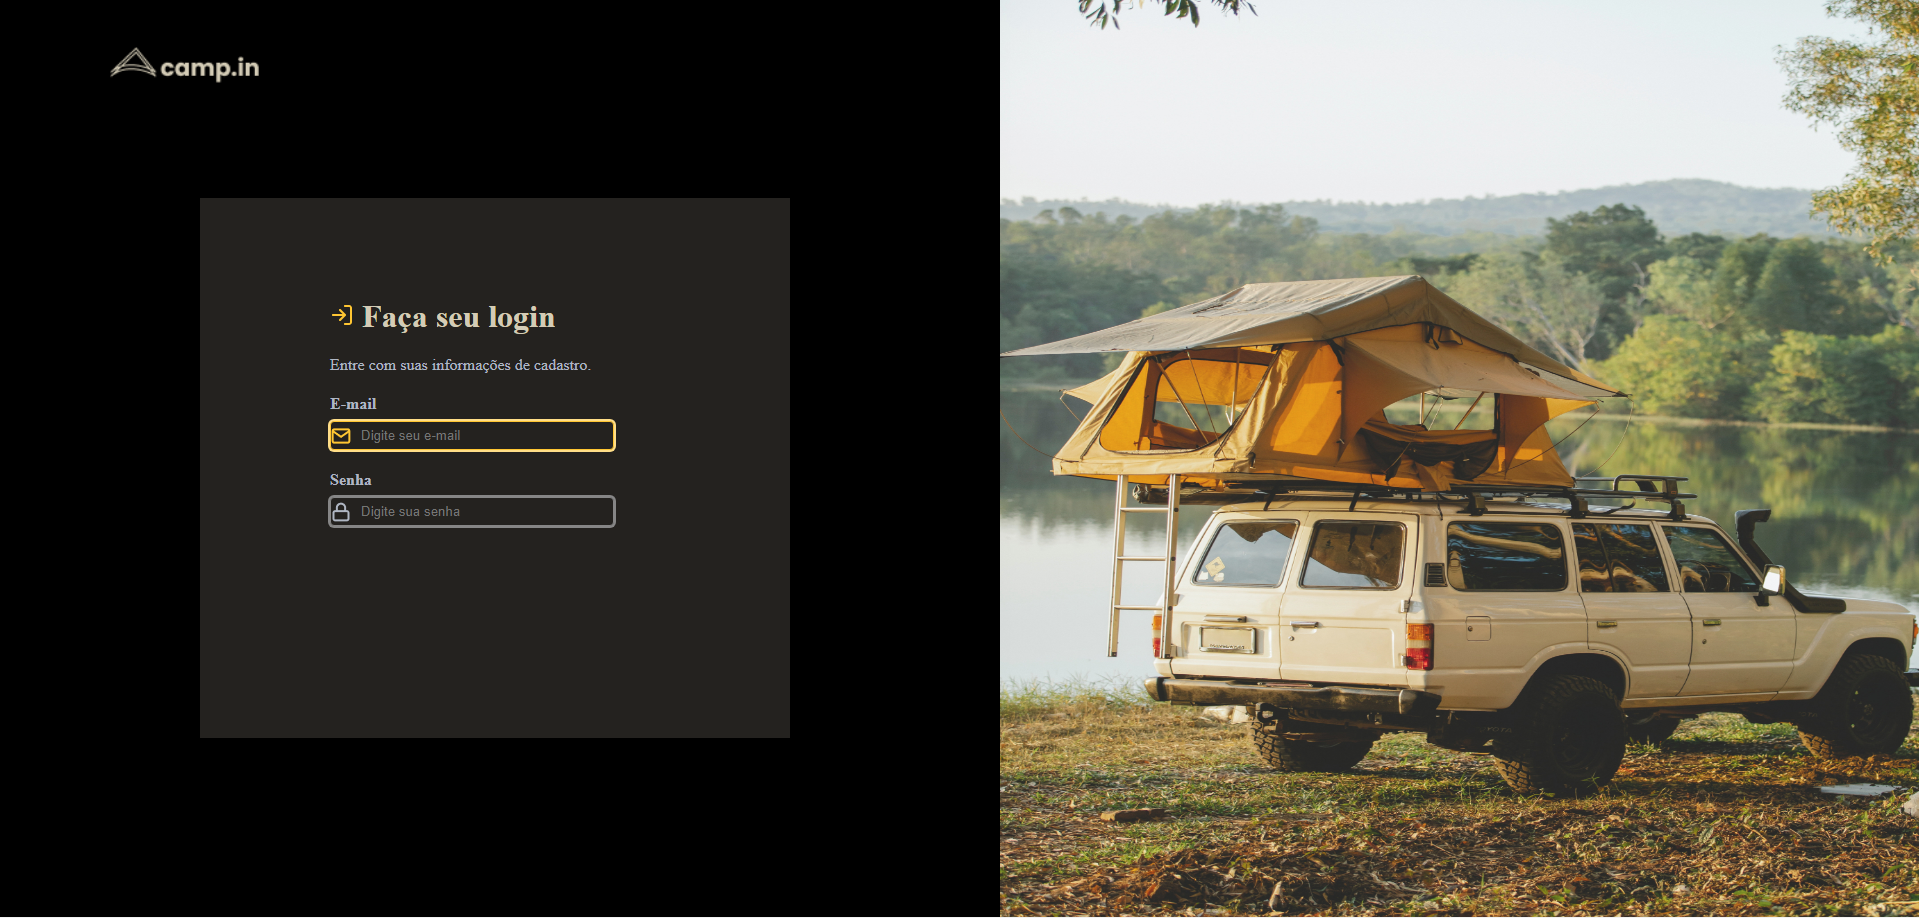 camp.in
Faça seu login
Entre com suas informações de cadastro.
E-mail
Digite seu e-mail
Senha
Digite sua senha